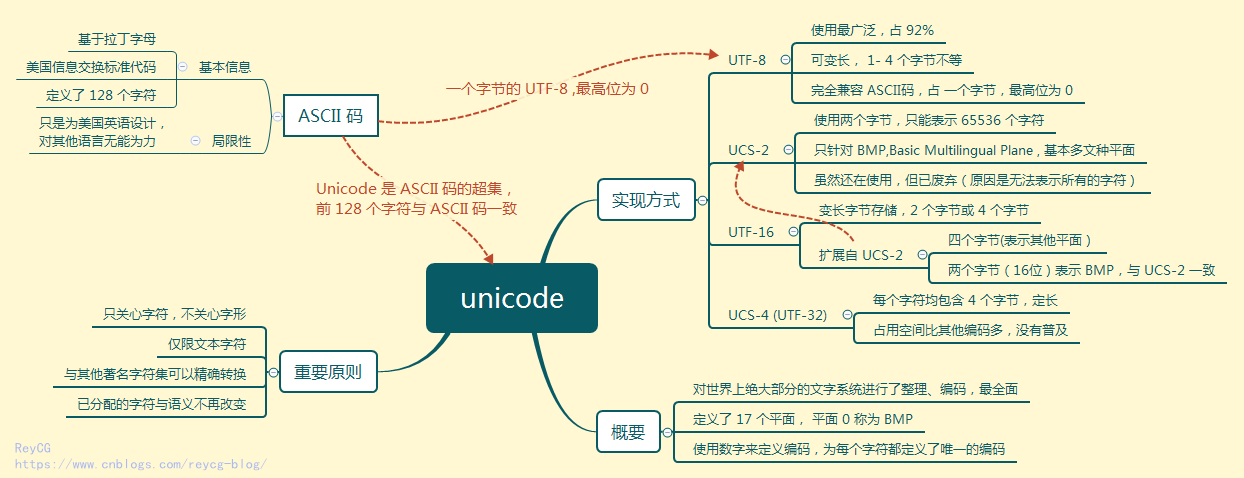 基于拉丁字母
美国信息交换标准代码
定义了 128 个字符
基本信息
只是为美国英语设计，
对其他语言无能为力
局限性
ASCII 码
一个字节的 UTF-8 ,最高位为 0
Unicode 是 ASCII 码的超集，
前 128 个字符与 ASCII 码一致
unicode
实现方式
UTF-8
使用最广泛，占 92%
可变长， 1- 4 个字节不等
完全兼容 ASCII码，占 一个字节，最高位为 0
UCS-2
使用两个字节，只能表示 65536 个字符
只针对 BMP,Basic Multilingual Plane , 基本多文种平面
虽然还在使用，但已废弃（原因是无法表示所有的字符）
UTF-16
变长字节存储，2 个字节或 4 个字节
扩展自 UCS-2
四个字节(表示其他平面 )
两个字节（16位）表示 BMP，与 UCS-2 一致
UCS-4 (UTF-32)
每个字符均包含 4 个字节，定长
占用空间比其他编码多，没有普及
重要原则
只关心字符，不关心字形
仅限文本字符
与其他著名字符集可以精确转换
已分配的字符与语义不再改变
概要
对世界上绝大部分的文字系统进行了整理、编码，最全面
定义了 17 个平面， 平面 0 称为 BMP
使用数字来定义编码，为每个字符都定义了唯一的编码
ReyCG
https://www.cnblogs.com/reycg-blog/